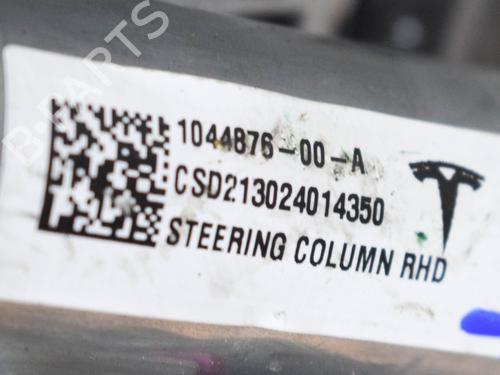 B-PARTS
1044876-00-A
CSD213024014350
STEERING COLUMN RHD